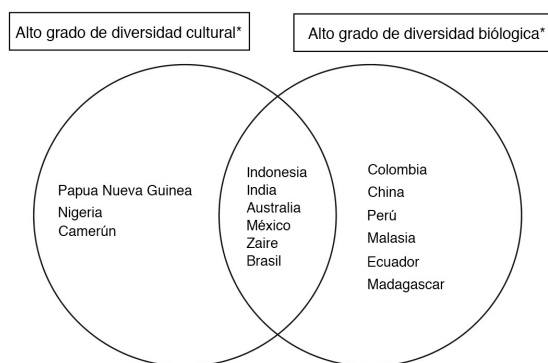 Alto grado de diversidad cultural*
Alto grado de diversidad biólogica*
Papua Nueva Guinea
Nigeria
Camerún
Indonesia
India
Australia
México
Zaire
Brasil
Colombia
China
Perú
Malasia
Ecuador
Madagascar